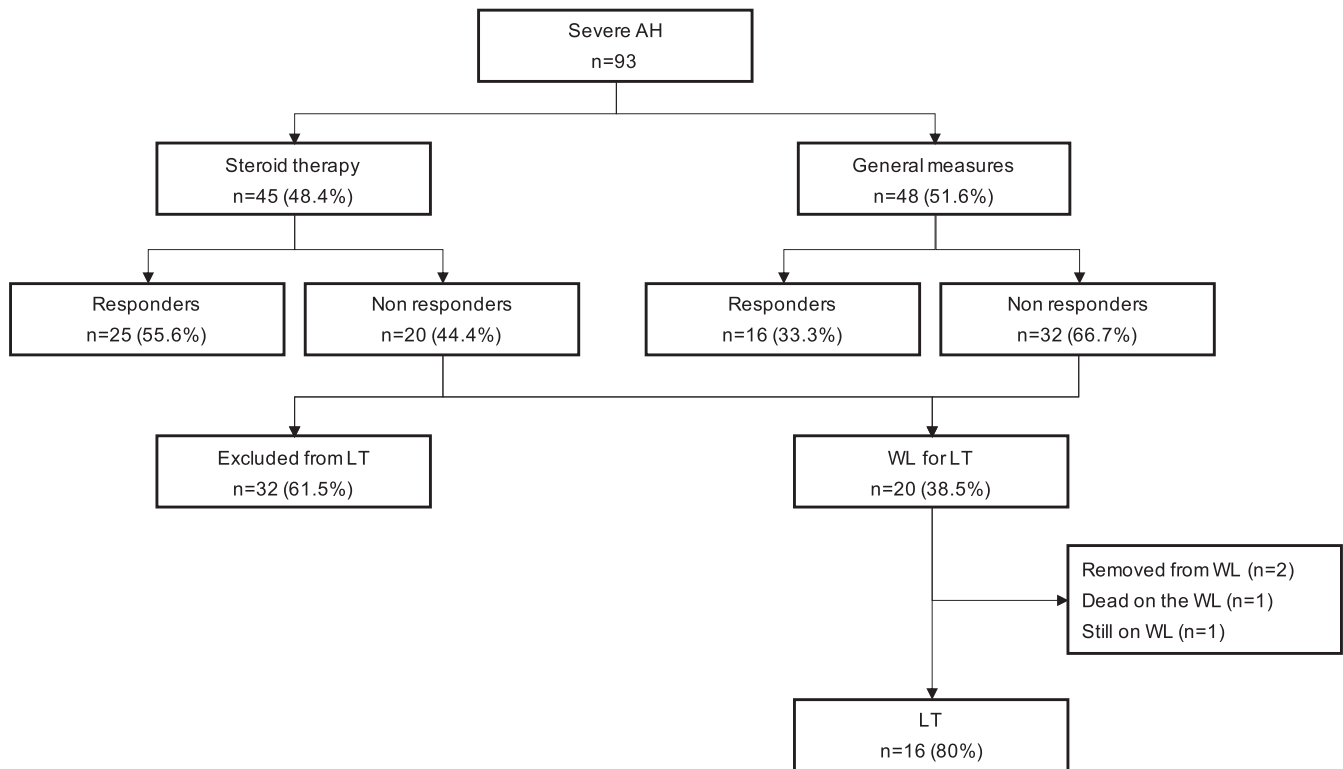 Severe AH
n=93
Steroid therapy
n=45 (48.4%)
General measures
n=48 (51.6%)
Responders
n=25 (55.6%)
Non responders
n=20 (44.4%)
Responders
n=16 (33.3%)
Non responders
n=32 (66.7%)
Excluded from LT
n=32 (61.5%)
WL for LT
n=20 (38.5%)
Removed from WL (n=2)
Dead on the WL (n=1)
Still on WL (n=1)
LT
n=16 (80%)